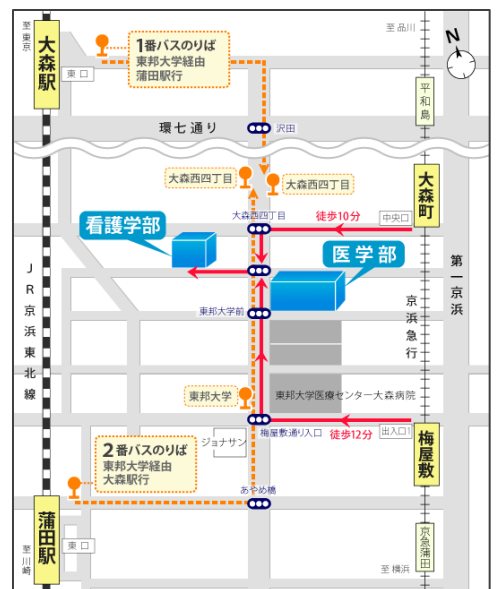 至東京
大森駅
東口
1番バスのりば
東邦大学経由
蒲田駅行
至品川
N
平和島
環七通り
沢田
大森西四丁目
大森西四丁目
大森町
中央口
大森西四丁目
徒歩10分
看護学部
医学部
第一京浜
JR京浜東北線
京浜急行
東邦大学前
東邦大学
東邦大学医療センター大森病院
梅屋敷通り入口
徒歩12分
出入口1
梅屋敷
ジョナサン
2番バスのりば
東邦大学経由
大森駅行
あやめ橋
蒲田駅
東口
至川崎
京急蒲田
至横浜